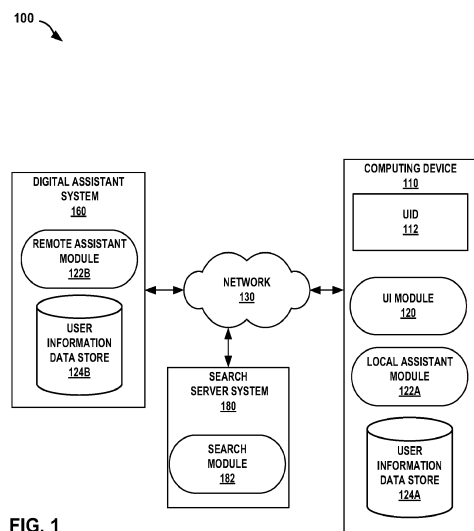 100
DIGITAL ASSISTANT
SYSTEM
160
REMOTE ASSISTANT
MODULE
122B
USER
INFORMATION
DATA STORE
124B
NETWORK
130
SEARCH
SERVER SYSTEM
180
SEARCH
MODULE
182
COMPUTING DEVICE
110
UID
112
UI MODULE
120
LOCAL ASSISTANT
MODULE
122A
USER
INFORMATION
DATA STORE
124A
FIG. 1